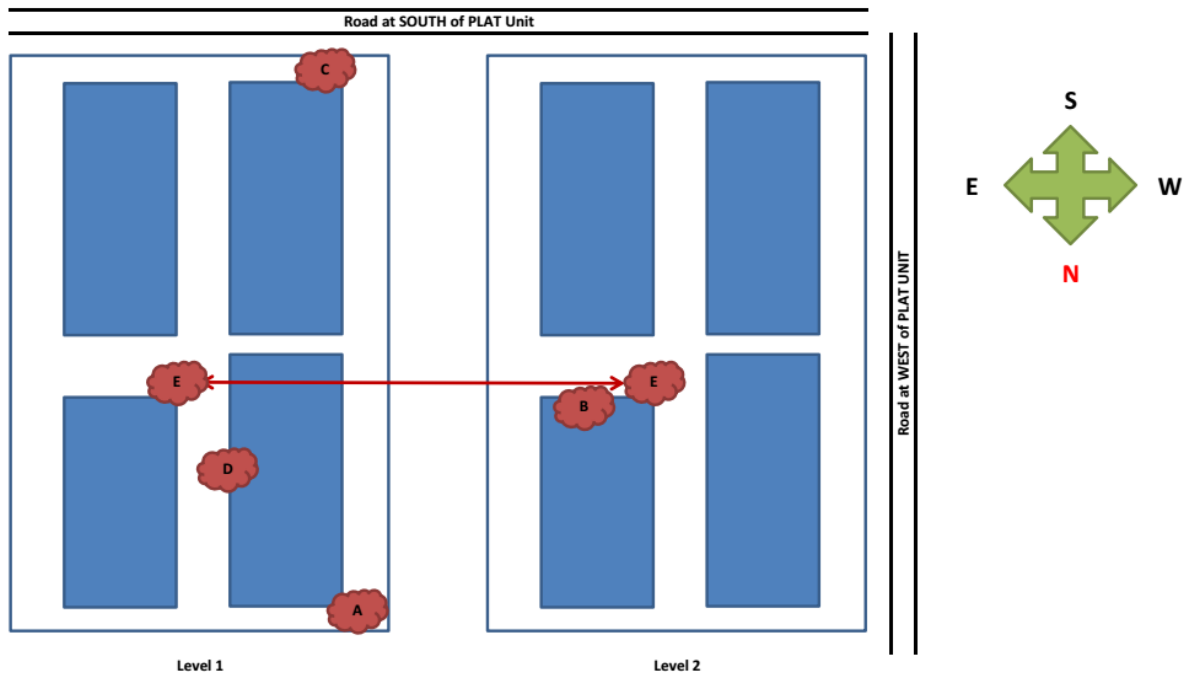 Road at SOUTH of PLAT Unit
C
S
E
W
N
Road at WEST of PLAT UNIT
E
E
B
D
A
Level 1
Level 2